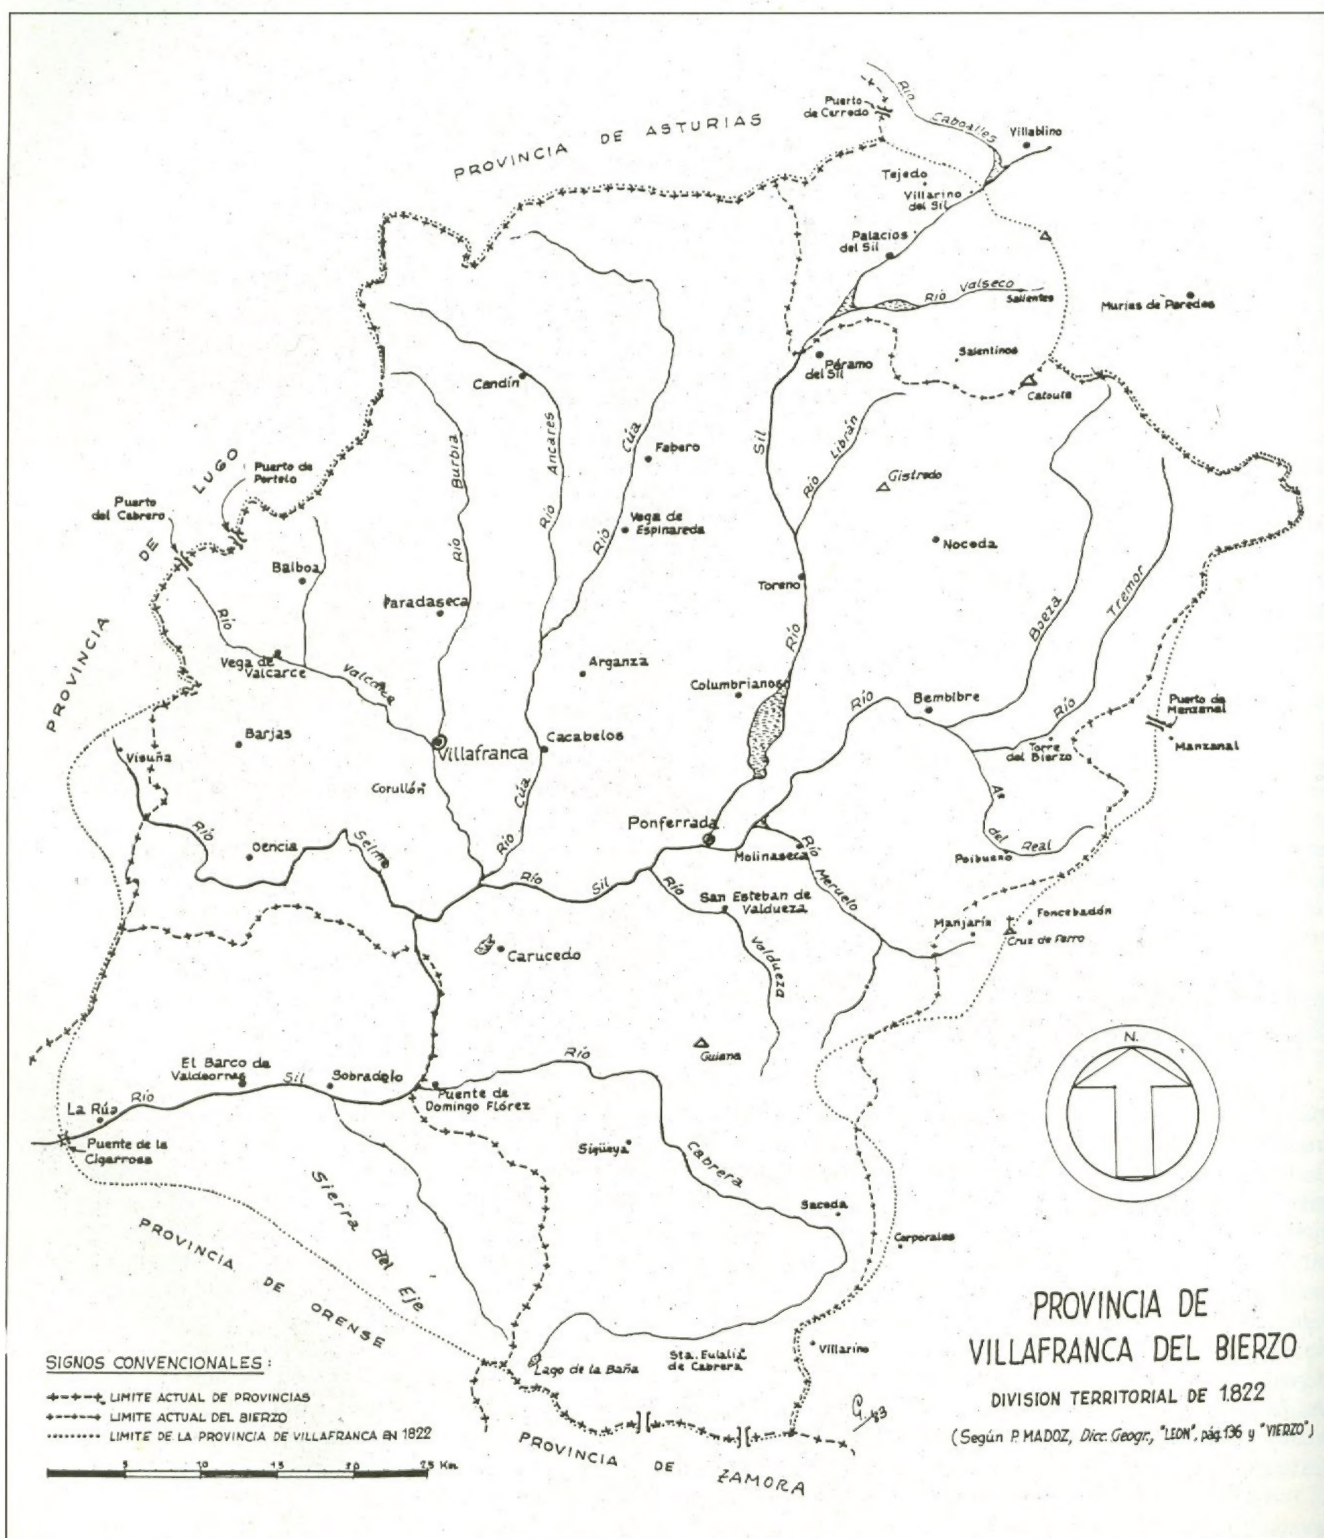 PROVINCIA DE ASTURIAS
Puerto
de Cerredo
Río
Caboalles
Villablino
Tejedo
Villarino
del Sil
Palacios
del Sil
Río Valseco
Salientes
Murias de Paredes
Páramo
del Sil
Salentinos
Catoute
Candín
Río Burbia
Río Ancares
Río Cúa
Fabero
Sil
Río Librán
Gistredo
Vega de
Espinareda
Noceda
Boeza
Tremor
PROVINCIA DE LUGO
Puerto de
Portelo
Puerto
del Cabrero
Balboa
Paradaseca
Toreno
Río
Río
Vega de
Valcarce
Valcarce
Arganza
Columbrianos
Río
Bembibre
Río
Puerto de
Manzanal
Manzanal
Torre
del Bierzo
Barjas
Visuña
Villafranca
Cacabelos
Corullón
Río Cúa
Ponferrada
Molinaseca
Río Meruelo
Aº del Real
Poibueno
Río
Oencia
Selmo
Río Sil
Río
San Esteban de
Valdueza
Valdueza
Manjarín
Foncebadón
Cruz de Ferro
Carucedo
Guiana
N.
El Barco de
Valdeorras
Sil
Sobradelo
Río
Puente de
Domingo Flórez
La Rúa
Río
Puente de la
Cigarrosa
Sigüeya
Cabrera
Saceda
Corporales
Sierra del Eje
PROVINCIA DE ORENSE
Lago de la Baña
Sta. Eulalia
de Cabrera
Villarino
G. 83
PROVINCIA DE ZAMORA
PROVINCIA DE
VILLAFRANCA DEL BIERZO
DIVISION TERRITORIAL DE 1.822
(Según P. MADOZ, Dicc. Geogr., "LEON", pág. 136 y "VIERZO")
SIGNOS CONVENCIONALES:
LIMITE ACTUAL DE PROVINCIAS
LIMITE ACTUAL DEL BIERZO
LIMITE DE LA PROVINCIA DE VILLAFRANCA EN 1822
5 10 15 20 25 Km.